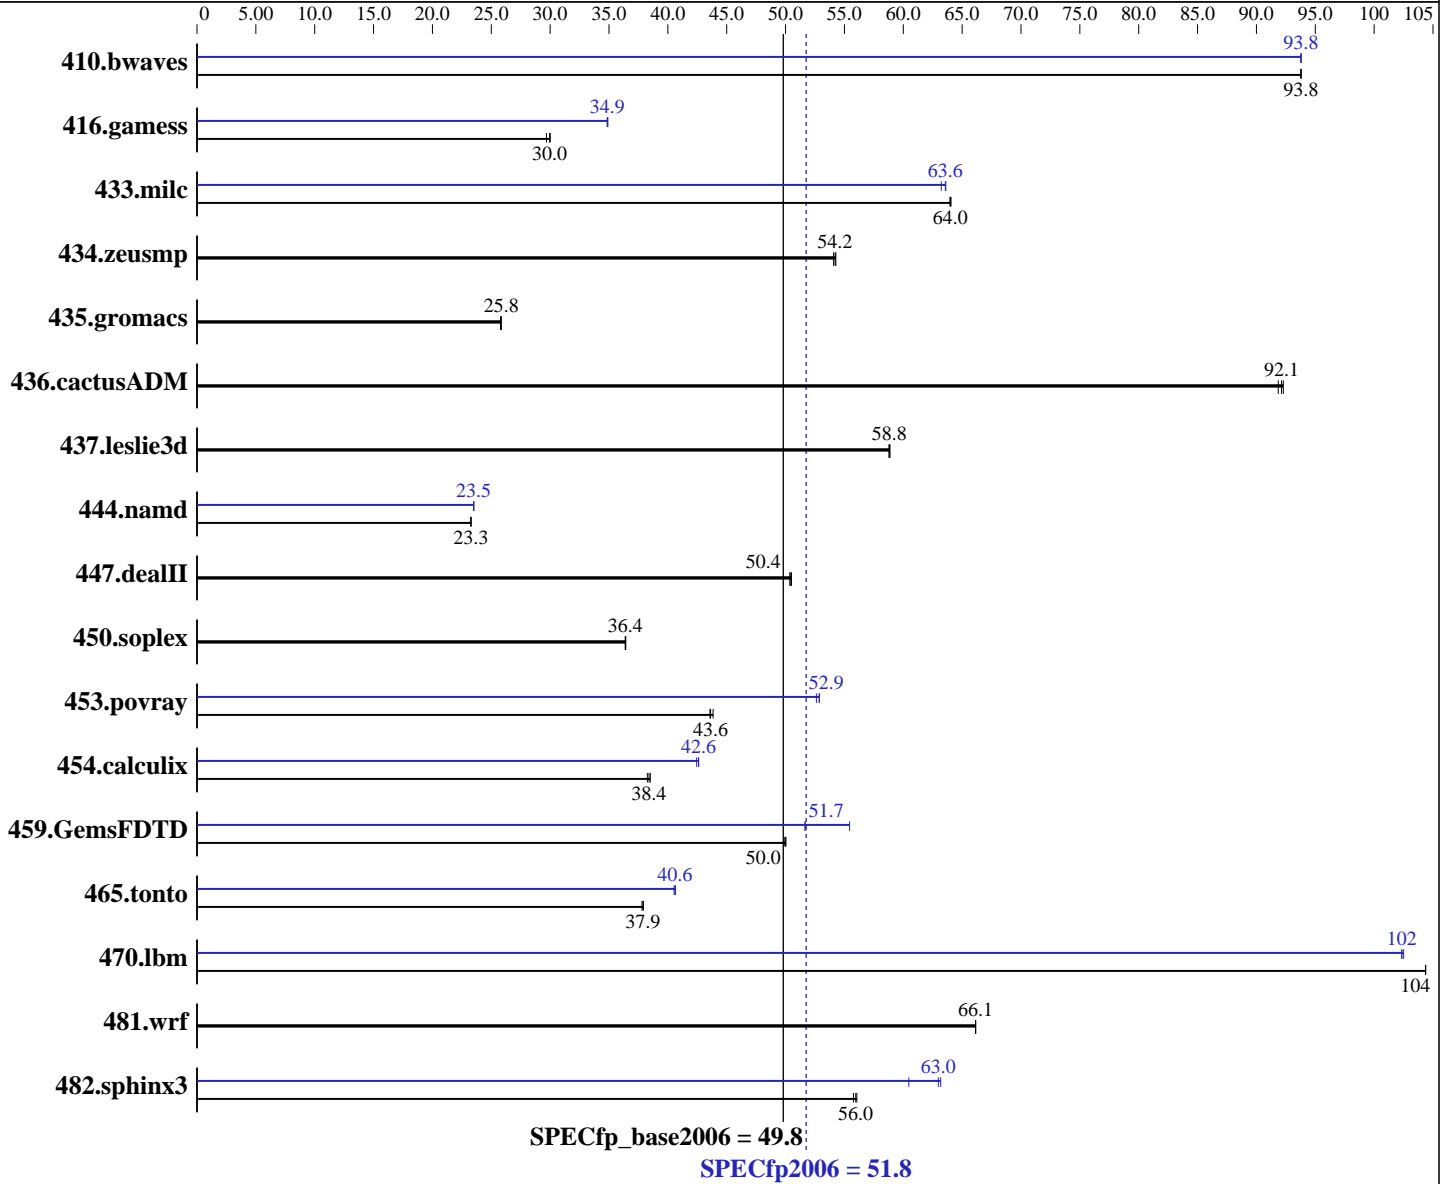 0 5.00 10.0 15.0 20.0 25.0 30.0 35.0 40.0 45.0 50.0 55.0 60.0 65.0 70.0 75.0 80.0 85.0 90.0 95.0 100 105
410.bwaves
93.8
93.8
416.gamess
34.9
30.0
433.milc
63.6
64.0
434.zeusmp
54.2
435.gromacs
25.8
436.cactusADM
92.1
437.leslie3d
58.8
444.namd
23.5
23.3
447.dealII
50.4
450.soplex
36.4
453.povray
52.9
43.6
454.calculix
42.6
38.4
459.GemsFDTD
51.7
50.0
465.tonto
40.6
37.9
470.lbm
102
104
481.wrf
66.1
482.sphinx3
63.0
56.0
SPECfp_base2006 = 49.8
SPECfp2006 = 51.8